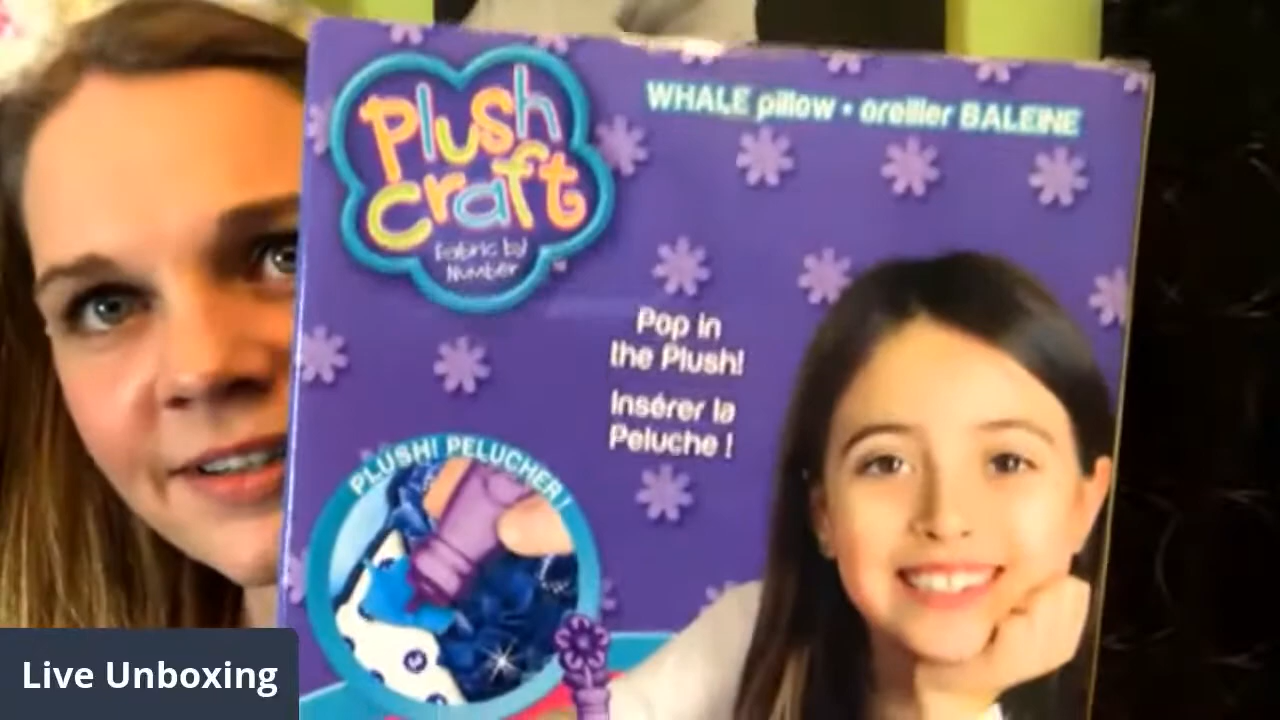 Plush
Craft
Fabric by
Number
TM
WHALE pillow • oreiller BALEINE
Pop in
the Plush!
Insérer la
Peluche !
PLUSH! PELUCHER !
Live Unboxing